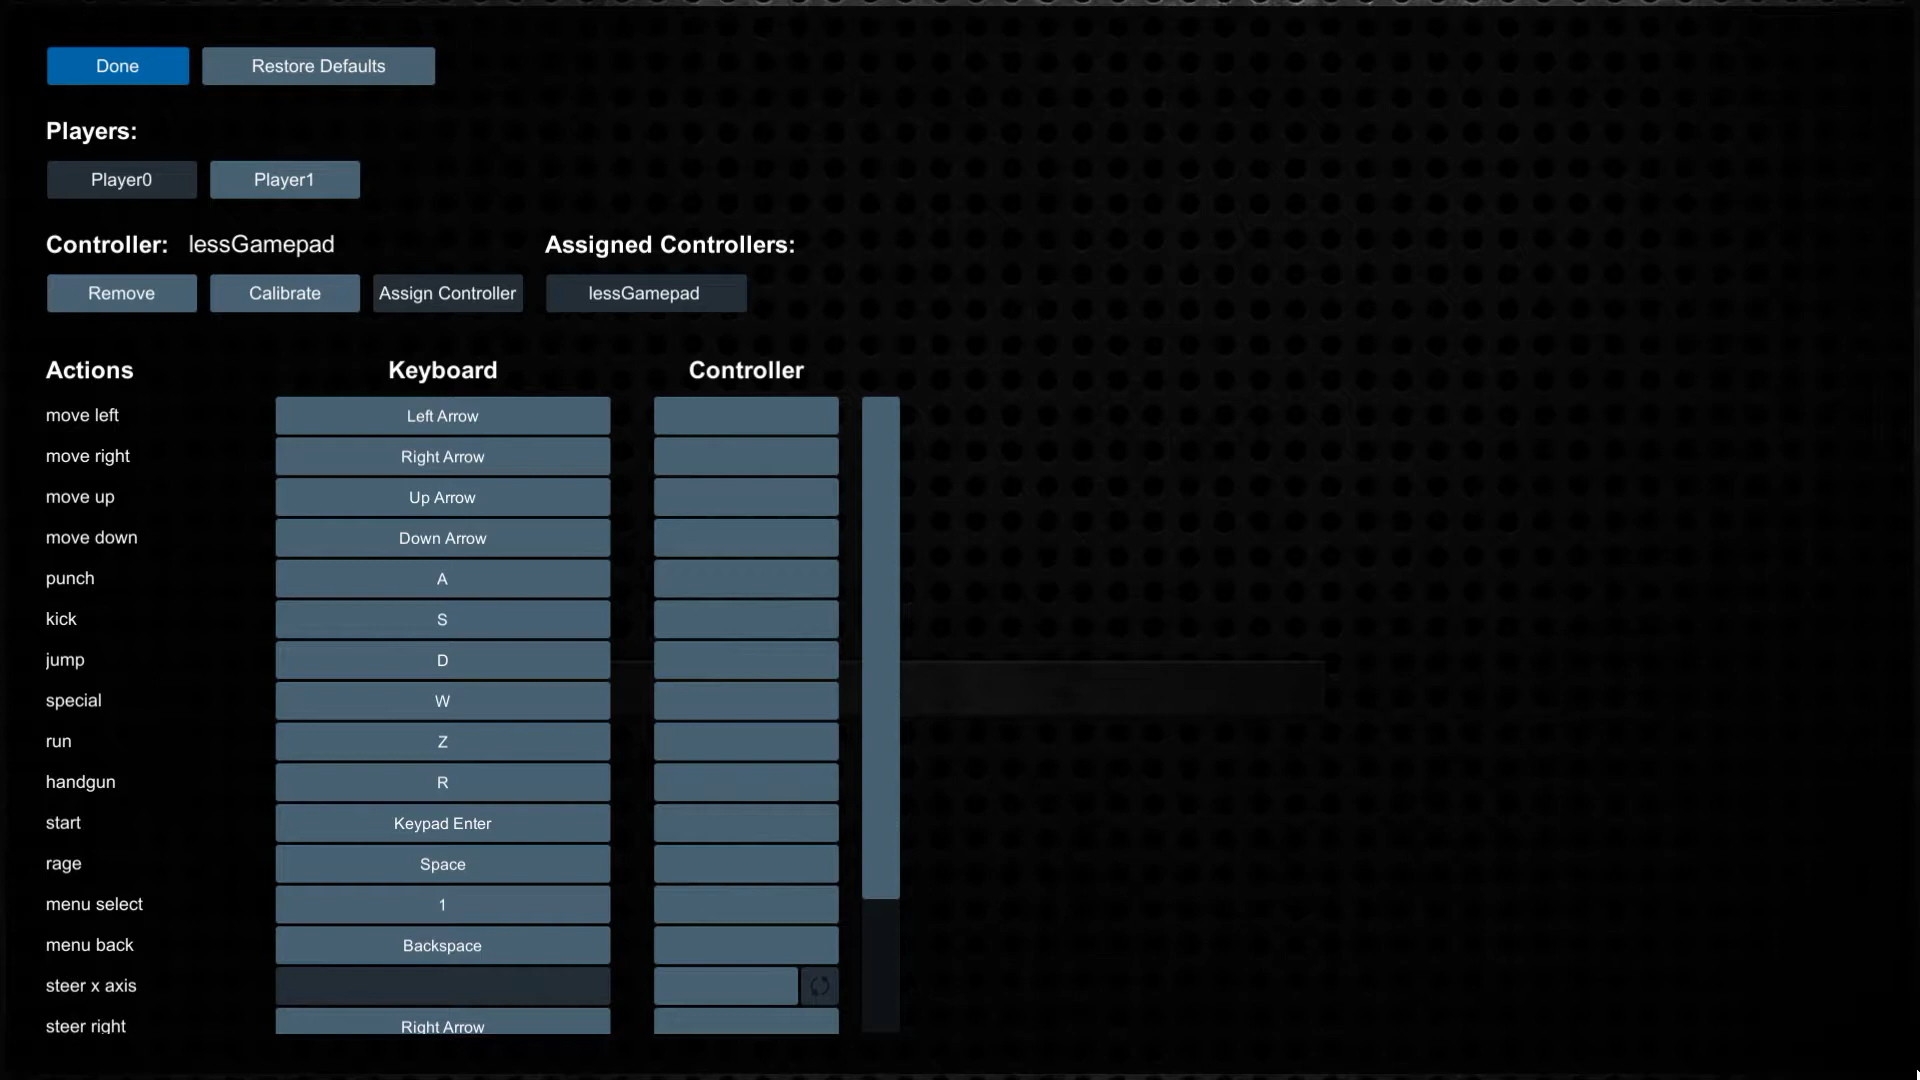 Done Restore Defaults
Players:
Player0 Player1
Controller: lessGamepad Assigned Controllers:
Remove Calibrate Assign Controller lessGamepad
Actions Keyboard Controller
move left Left Arrow
move right Right Arrow
move up Up Arrow
move down Down Arrow
punch A
kick S
jump D
special W
run Z
handgun R
start Keypad Enter
rage Space
menu select 1
menu back Backspace
steer x axis
steer right Right Arrow